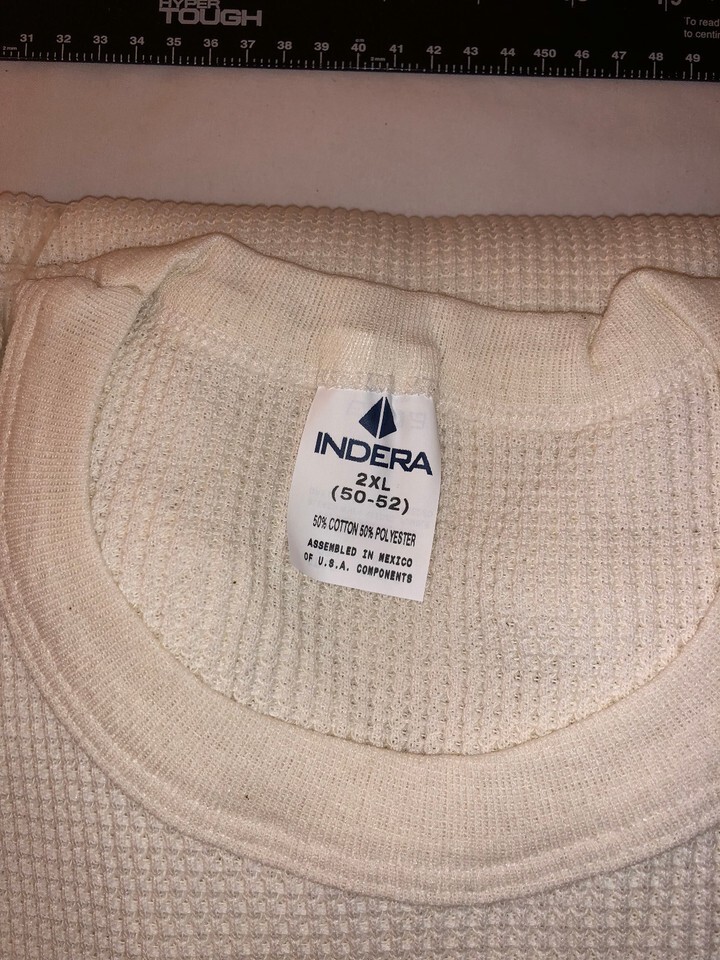 HYPER
TOUGH
To read
to centim
31 32 33 34 35 36 37 38 39 40 41 42 43 44 450 46 47 48 49
INDERA
2XL
(50-52)
50% COTTON 50% POLYESTER
ASSEMBLED IN MEXICO
OF U.S.A. COMPONENTS